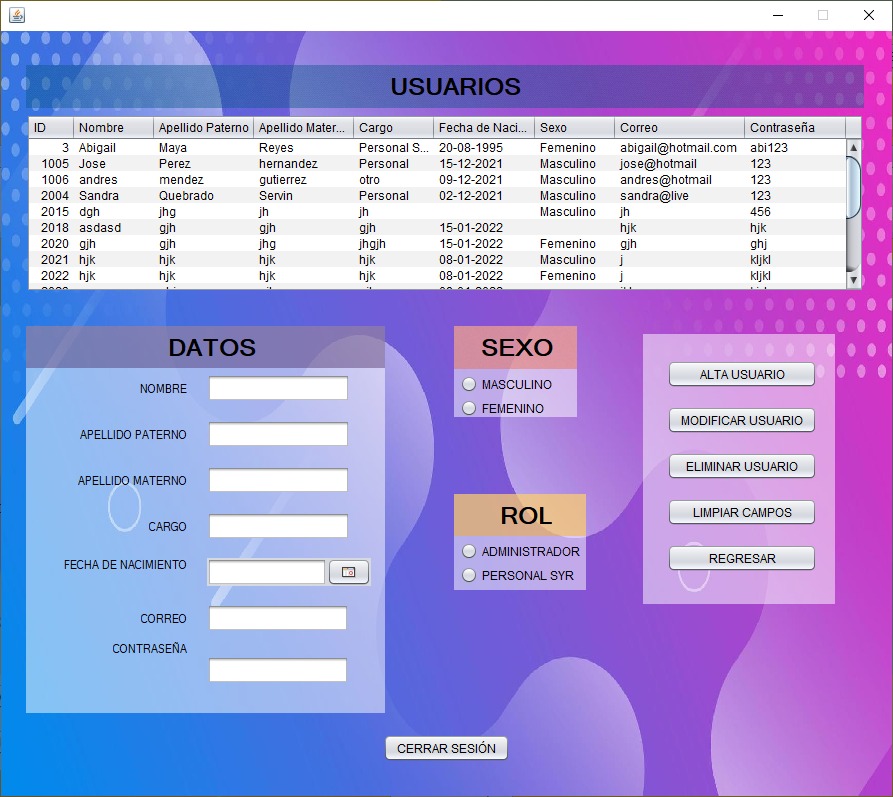 USUARIOS
ID Nombre Apellido Paterno Apellido Mater... Cargo Fecha de Naci... Sexo Correo Contraseña
3 Abigail Maya Reyes Personal S... 20-08-1995 Femenino abigail@hotmail.com abi123
1005 Jose Perez hernandez Personal 15-12-2021 Masculino jose@hotmail 123
1006 andres mendez gutierrez otro 09-12-2021 Masculino andres@hotmail 123
2004 Sandra Quebrado Servin Personal 02-12-2021 Masculino sandra@live 123
2015 dgh jhg jh jh Masculino jh 456
2018 asdasd gjh gjh gjh 15-01-2022 hjk hjk
2020 gjh gjh jhg jhgjh 15-01-2022 Femenino gjh ghj
2021 hjk hjk hjk hjk 08-01-2022 Masculino j kljkl
2022 hjk hjk hjk hjk 08-01-2022 Femenino j kljkl
DATOS
NOMBRE
APELLIDO PATERNO
APELLIDO MATERNO
CARGO
FECHA DE NACIMIENTO
CORREO
CONTRASEÑA
SEXO
MASCULINO
FEMENINO
ROL
ADMINISTRADOR
PERSONAL SYR
ALTA USUARIO
MODIFICAR USUARIO
ELIMINAR USUARIO
LIMPIAR CAMPOS
REGRESAR
CERRAR SESIÓN